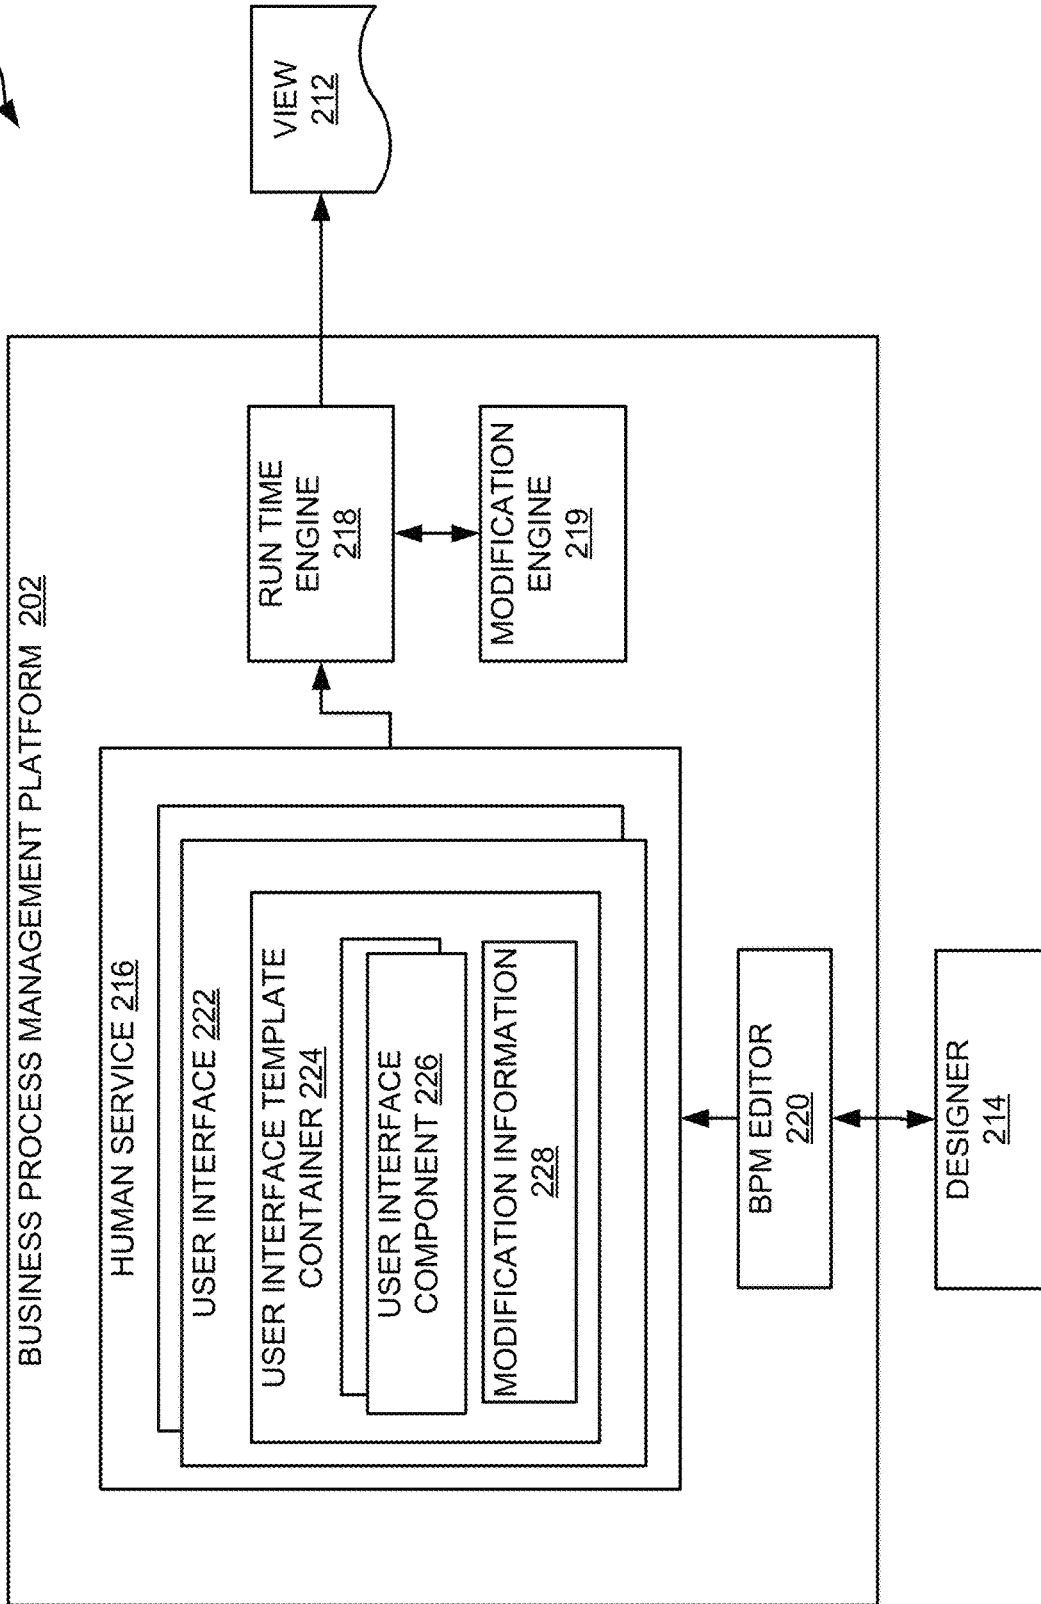 BUSINESS PROCESS MANAGEMENT PLATFORM 202
HUMAN SERVICE 216
USER INTERFACE 222
USER INTERFACE TEMPLATE
CONTAINER 224
USER INTERFACE
COMPONENT 226
MODIFICATION INFORMATION
228
RUN TIME
ENGINE
218
MODIFICATION
ENGINE
219
VIEW
212
BPM EDITOR
220
DESIGNER
214